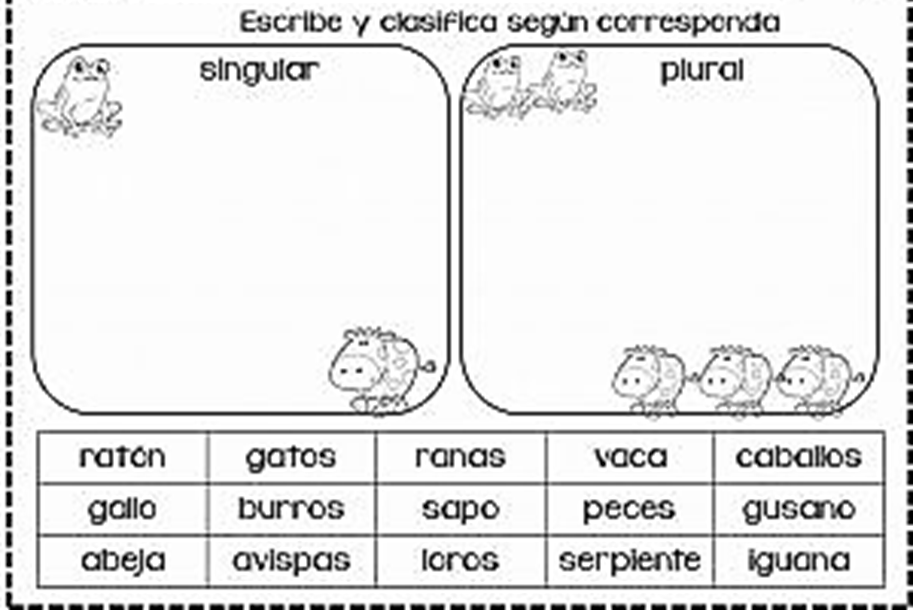 Escribe y clasifica según corresponda
singular plural
ratón gatos ranas vaca caballos
gallo burros sapo peces gusano
abeja avispas loros serpiente iguana